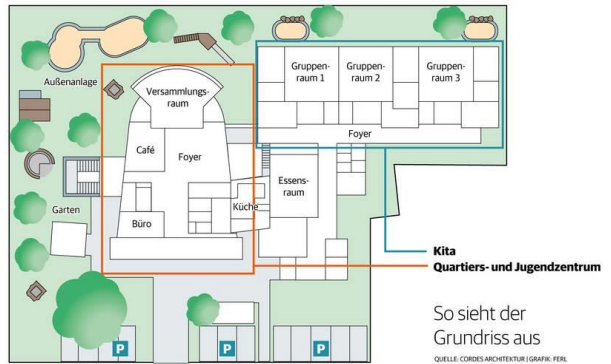 Außenanlage
Versammlungs-
raum
Gruppen-
raum 1
Gruppen-
raum 2
Gruppen-
raum 3
Foyer
Café
Foyer
Essens-
raum
Küche
Garten
Büro
Kita
Quartiers- und Jugendzentrum
So sieht der
Grundriss aus
QUELLE: CORDES ARCHITEKTUR | GRAFIK: FERL
P
P
P